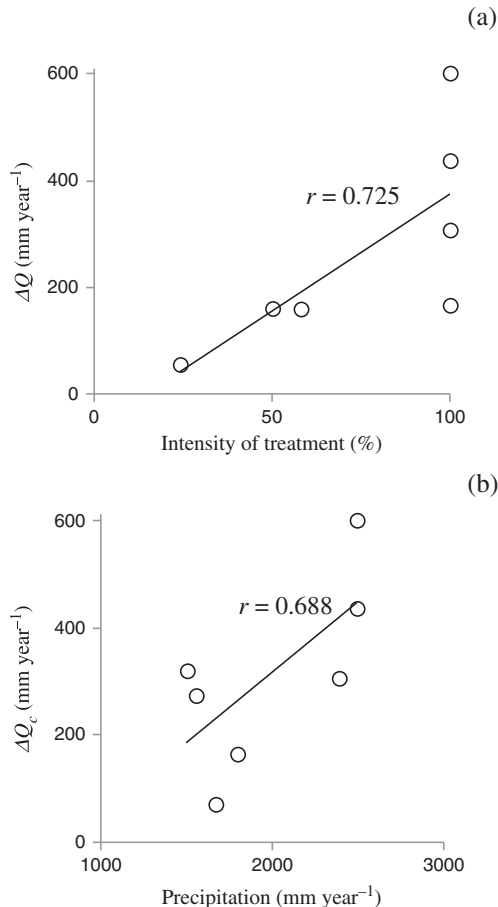 (a)
600
400
200
0
ΔQ (mm year⁻¹)
r = 0.725
0 50 100
Intensity of treatment (%)
(b)
600
400
200
0
ΔQc (mm year⁻¹)
r = 0.688
1000 2000 3000
Precipitation (mm year⁻¹)